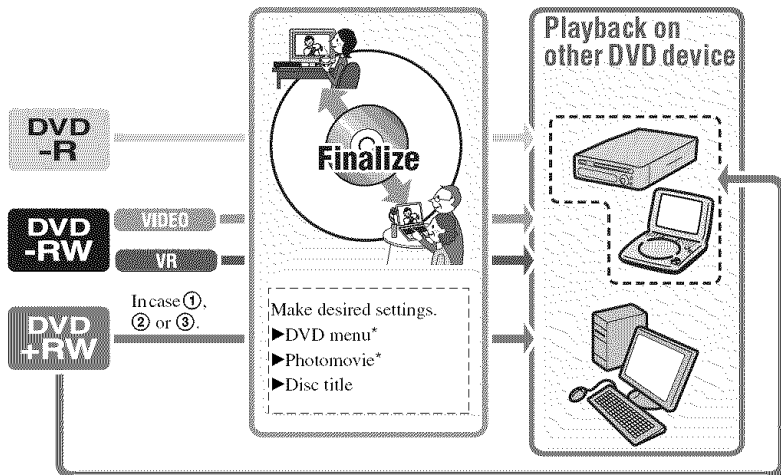 Playback on
other DVD device
DVD
-R
Finalize
DVD
-RW
VIDEO
VR
DVD
+RW
In case ①,
② or ③.
Make desired settings.
►DVD menu*
►Photomovie*
►Disc title